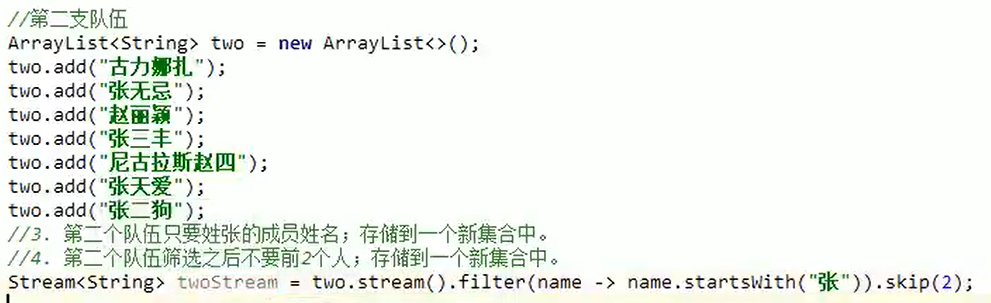 //第二支队伍
ArrayList<String> two = new ArrayList<>();
two.add("古力娜扎");
two.add("张无忌");
two.add("赵丽颖");
two.add("张三丰");
two.add("尼古拉斯赵四");
two.add("张天爱");
two.add("张二狗");
//3. 第二个队伍只要姓张的成员姓名；存储到一个新集合中。
//4. 第二个队伍筛选之后不要前2个人；存储到一个新集合中。
Stream<String> twoStream = two.stream().filter(name -> name.startsWith("张")).skip(2);